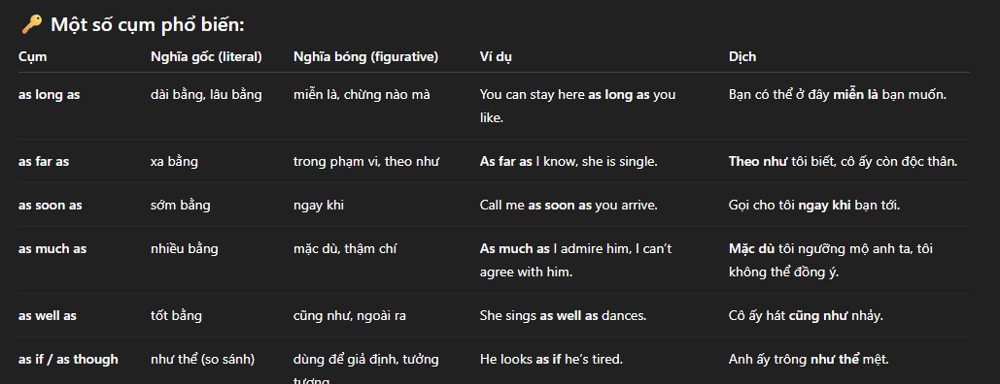 🔑 Một số cụm phổ biến:
Cụm Nghĩa gốc (literal) Nghĩa bóng (figurative) Ví dụ Dịch
as long as dài bằng, lâu bằng miễn là, chừng nào mà You can stay here as long as you Bạn có thể ở đây miễn là bạn muốn.
like.
as far as xa bằng trong phạm vi, theo như As far as I know, she is single. Theo như tôi biết, cô ấy còn độc thân.
as soon as sớm bằng ngay khi Call me as soon as you arrive. Gọi cho tôi ngay khi bạn tới.
as much as nhiều bằng mặc dù, thậm chí As much as I admire him, I can’t Mặc dù tôi ngưỡng mộ anh ta, tôi
agree with him. không thể đồng ý.
as well as tốt bằng cũng như, ngoài ra She sings as well as dances. Cô ấy hát cũng như nhảy.
as if / as though như thể (so sánh) dùng để giả định, tưởng He looks as if he’s tired. Anh ấy trông như thể mệt.
tượng